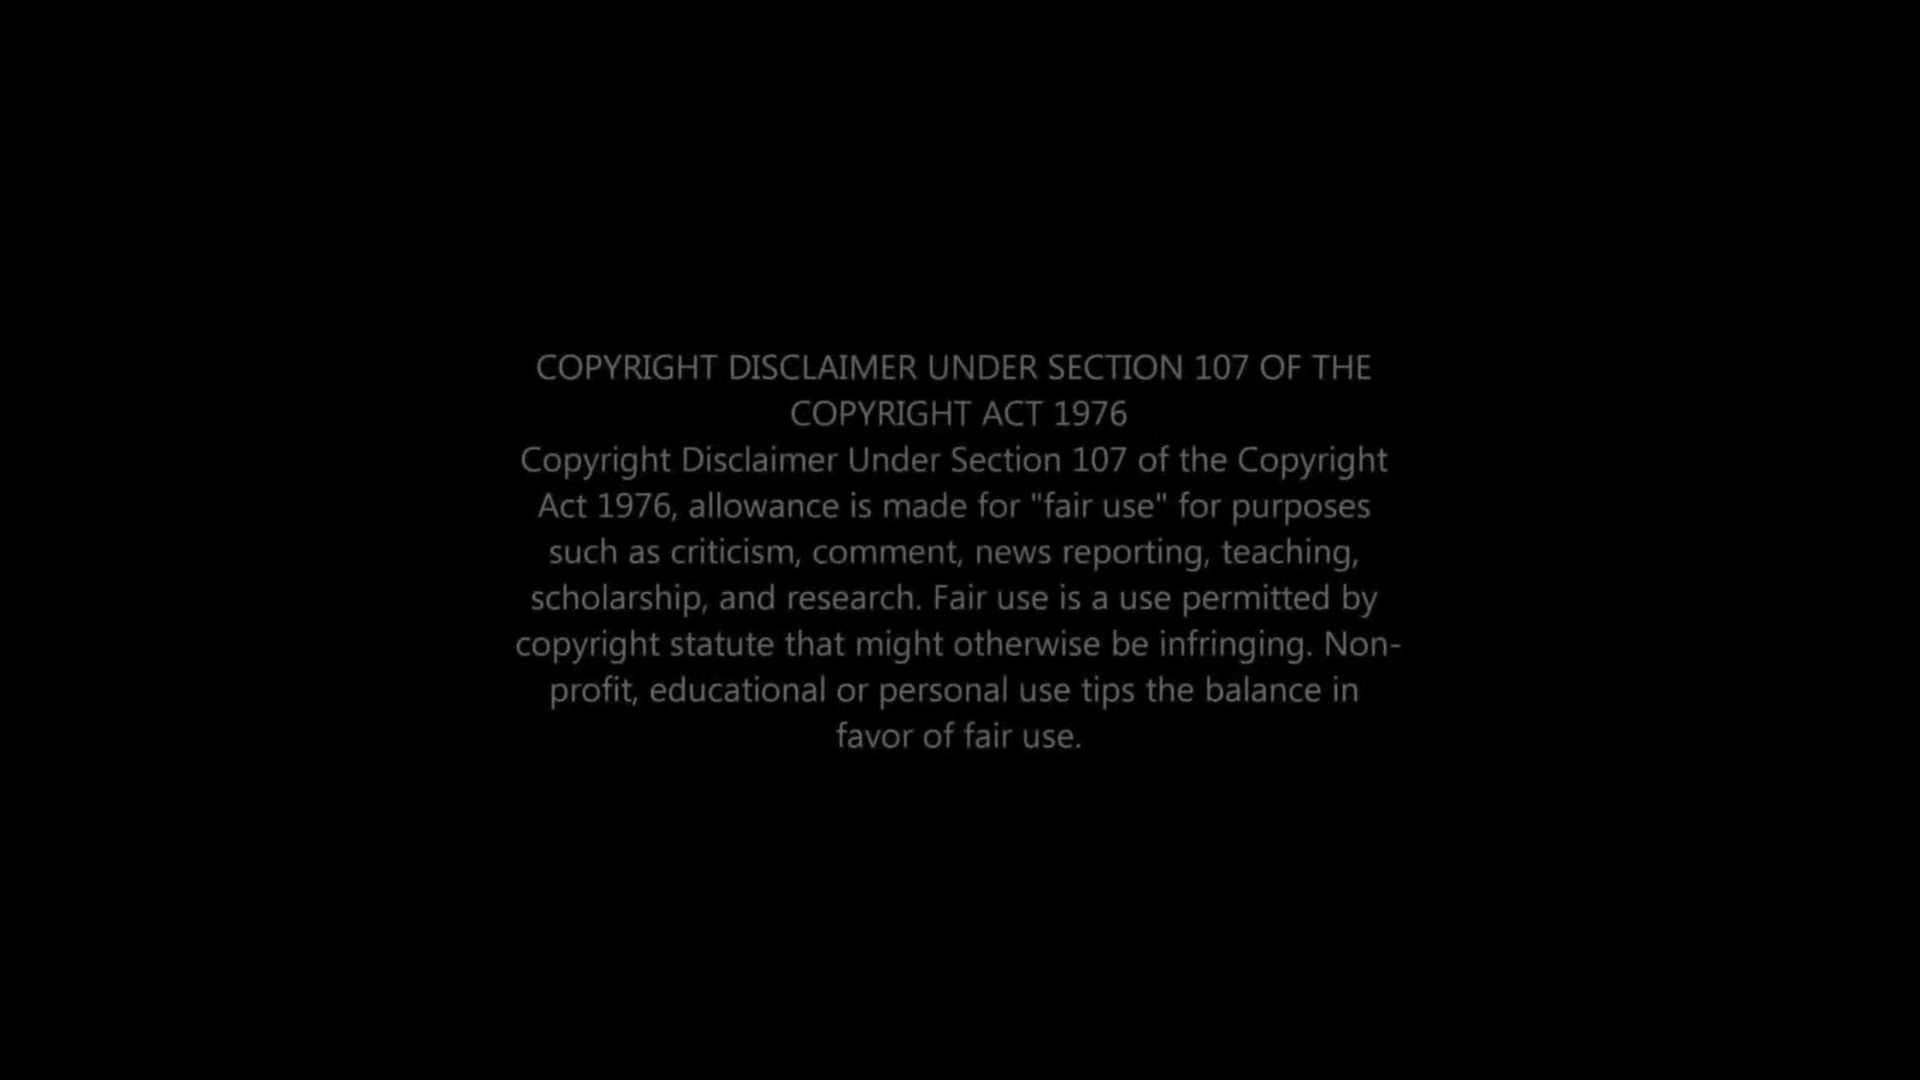 COPYRIGHT DISCLAIMER UNDER SECTION 107 OF THE
COPYRIGHT ACT 1976
Copyright Disclaimer Under Section 107 of the Copyright
Act 1976, allowance is made for "fair use" for purposes
such as criticism, comment, news reporting, teaching,
scholarship, and research. Fair use is a use permitted by
copyright statute that might otherwise be infringing. Non-
profit, educational or personal use tips the balance in
favor of fair use.